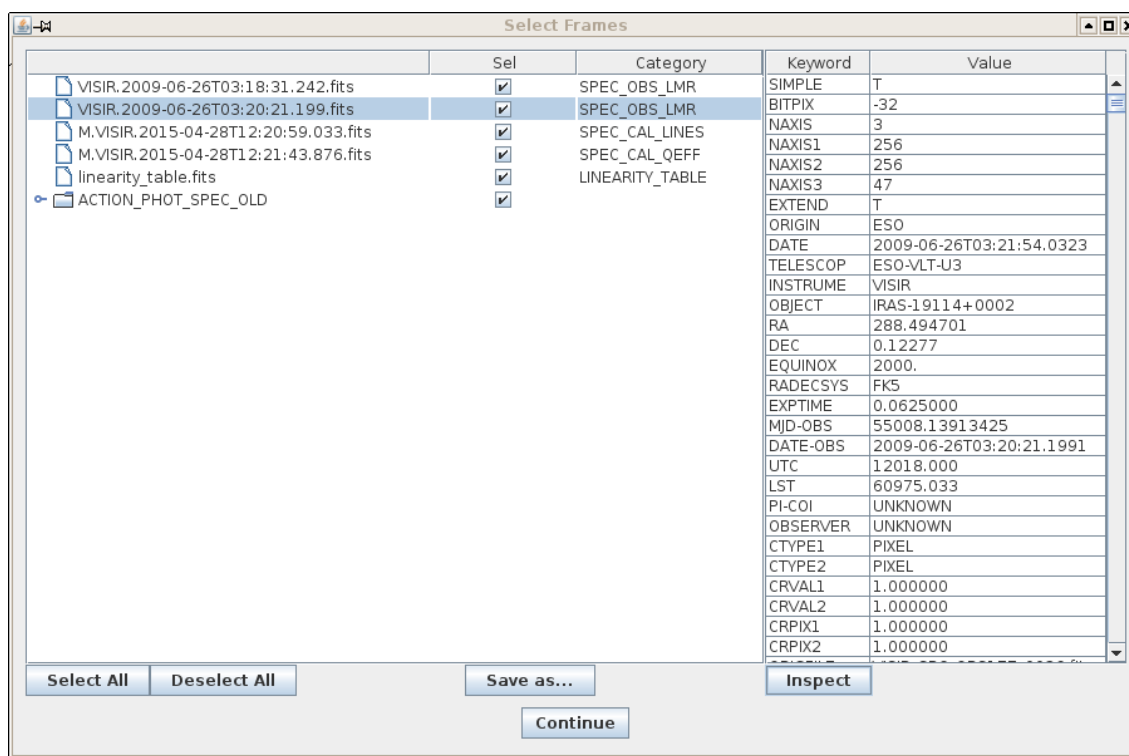 Select Frames
Sel Category Keyword Value
VISIR.2009-06-26T03:18:31.242.fits SPEC_OBS_LMR
VISIR.2009-06-26T03:20:21.199.fits SPEC_OBS_LMR
M.VISIR.2015-04-28T12:20:59.033.fits SPEC_CAL_LINES
M.VISIR.2015-04-28T12:21:43.876.fits SPEC_CAL_QEFF
linearity_table.fits LINEARITY_TABLE
ACTION_PHOT_SPEC_OLD
SIMPLE T
BITPIX -32
NAXIS 3
NAXIS1 256
NAXIS2 256
NAXIS3 47
EXTEND T
ORIGIN ESO
DATE 2009-06-26T03:21:54.0323
TELESCOP ESO-VLT-U3
INSTRUME VISIR
OBJECT IRAS-19114+0002
RA 288.494701
DEC 0.12277
EQUINOX 2000.
RADECSYS FK5
EXPTIME 0.0625000
MJD-OBS 55008.13913425
DATE-OBS 2009-06-26T03:20:21.1991
UTC 12018.000
LST 60975.033
PI-COI UNKNOWN
OBSERVER UNKNOWN
CTYPE1 PIXEL
CTYPE2 PIXEL
CRVAL1 1.000000
CRVAL2 1.000000
CRPIX1 1.000000
CRPIX2 1.000000
Select All Deselect All Save as... Inspect
Continue